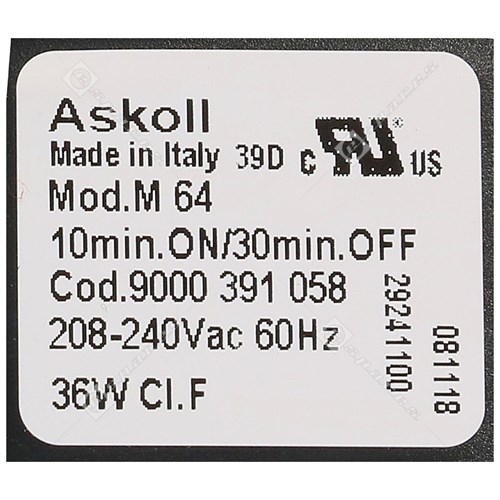 Askoll
Made in Italy 39D c RU ® US
Mod.M 64
10min.ON/30min.OFF
Cod.9000 391 058
208-240Vac 60Hz
36W Cl.F
29241100
081118